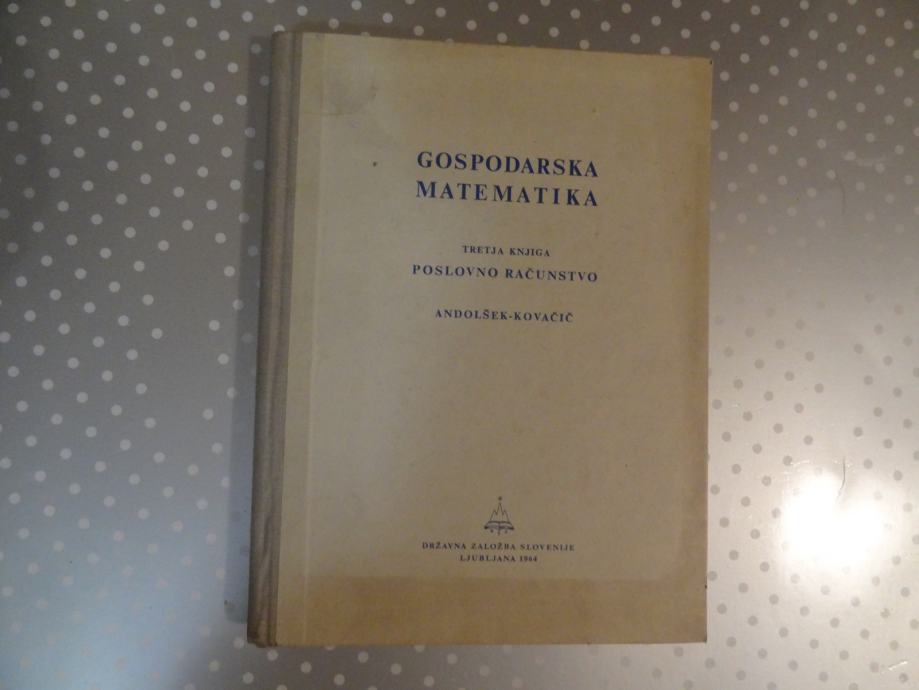 GOSPODARSKA
MATEMATIKA
TRETJA KNJIGA
POSLOVNO RAČUNSTVO
ANDOLŠEK-KOVAČIČ
DRŽAVNA ZALOŽBA SLOVENIJE
LJUBLJANA 1964